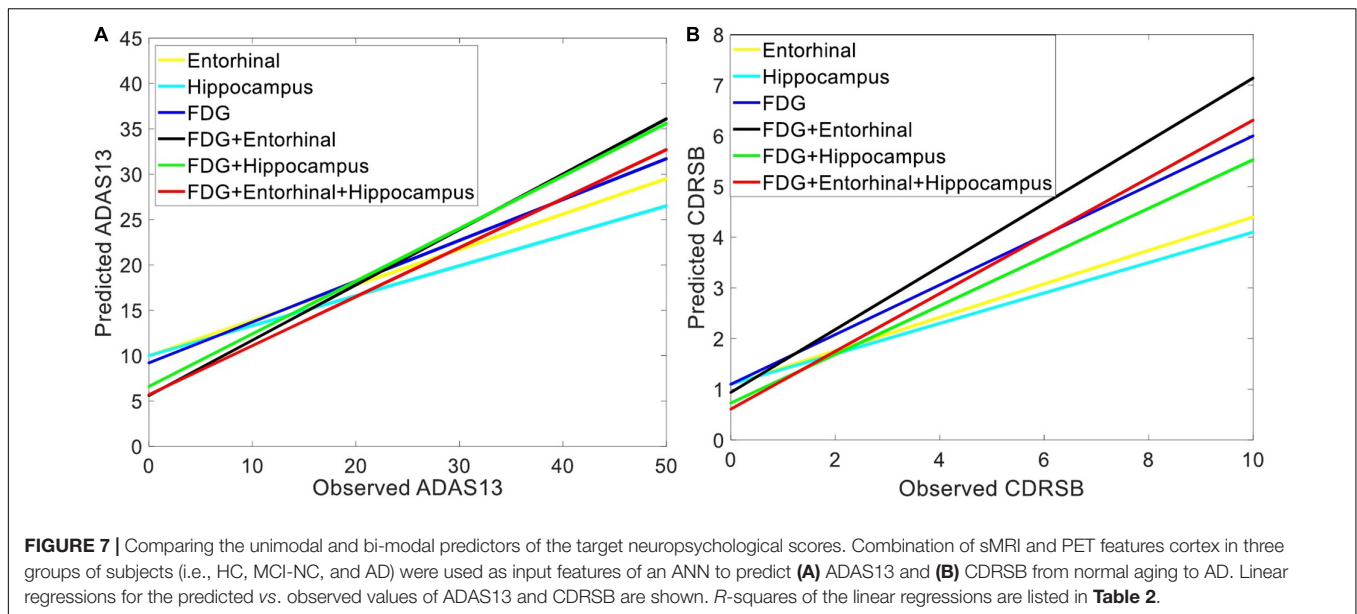 A
45
40
35
30
25
20
15
10
5
0
Predicted ADAS13
Entorhinal
Hippocampus
FDG
FDG+Entorhinal
FDG+Hippocampus
FDG+Entorhinal+Hippocampus
0 10 20 30 40 50
Observed ADAS13
B
8
7
6
5
4
3
2
1
0
Predicted CDRSB
Entorhinal
Hippocampus
FDG
FDG+Entorhinal
FDG+Hippocampus
FDG+Entorhinal+Hippocampus
0 2 4 6 8 10
Observed CDRSB
FIGURE 7 | Comparing the unimodal and bi-modal predictors of the target neuropsychological scores. Combination of sMRI and PET features cortex in three
groups of subjects (i.e., HC, MCI-NC, and AD) were used as input features of an ANN to predict (A) ADAS13 and (B) CDRSB from normal aging to AD. Linear
regressions for the predicted vs. observed values of ADAS13 and CDRSB are shown. R-squares of the linear regressions are listed in Table 2.